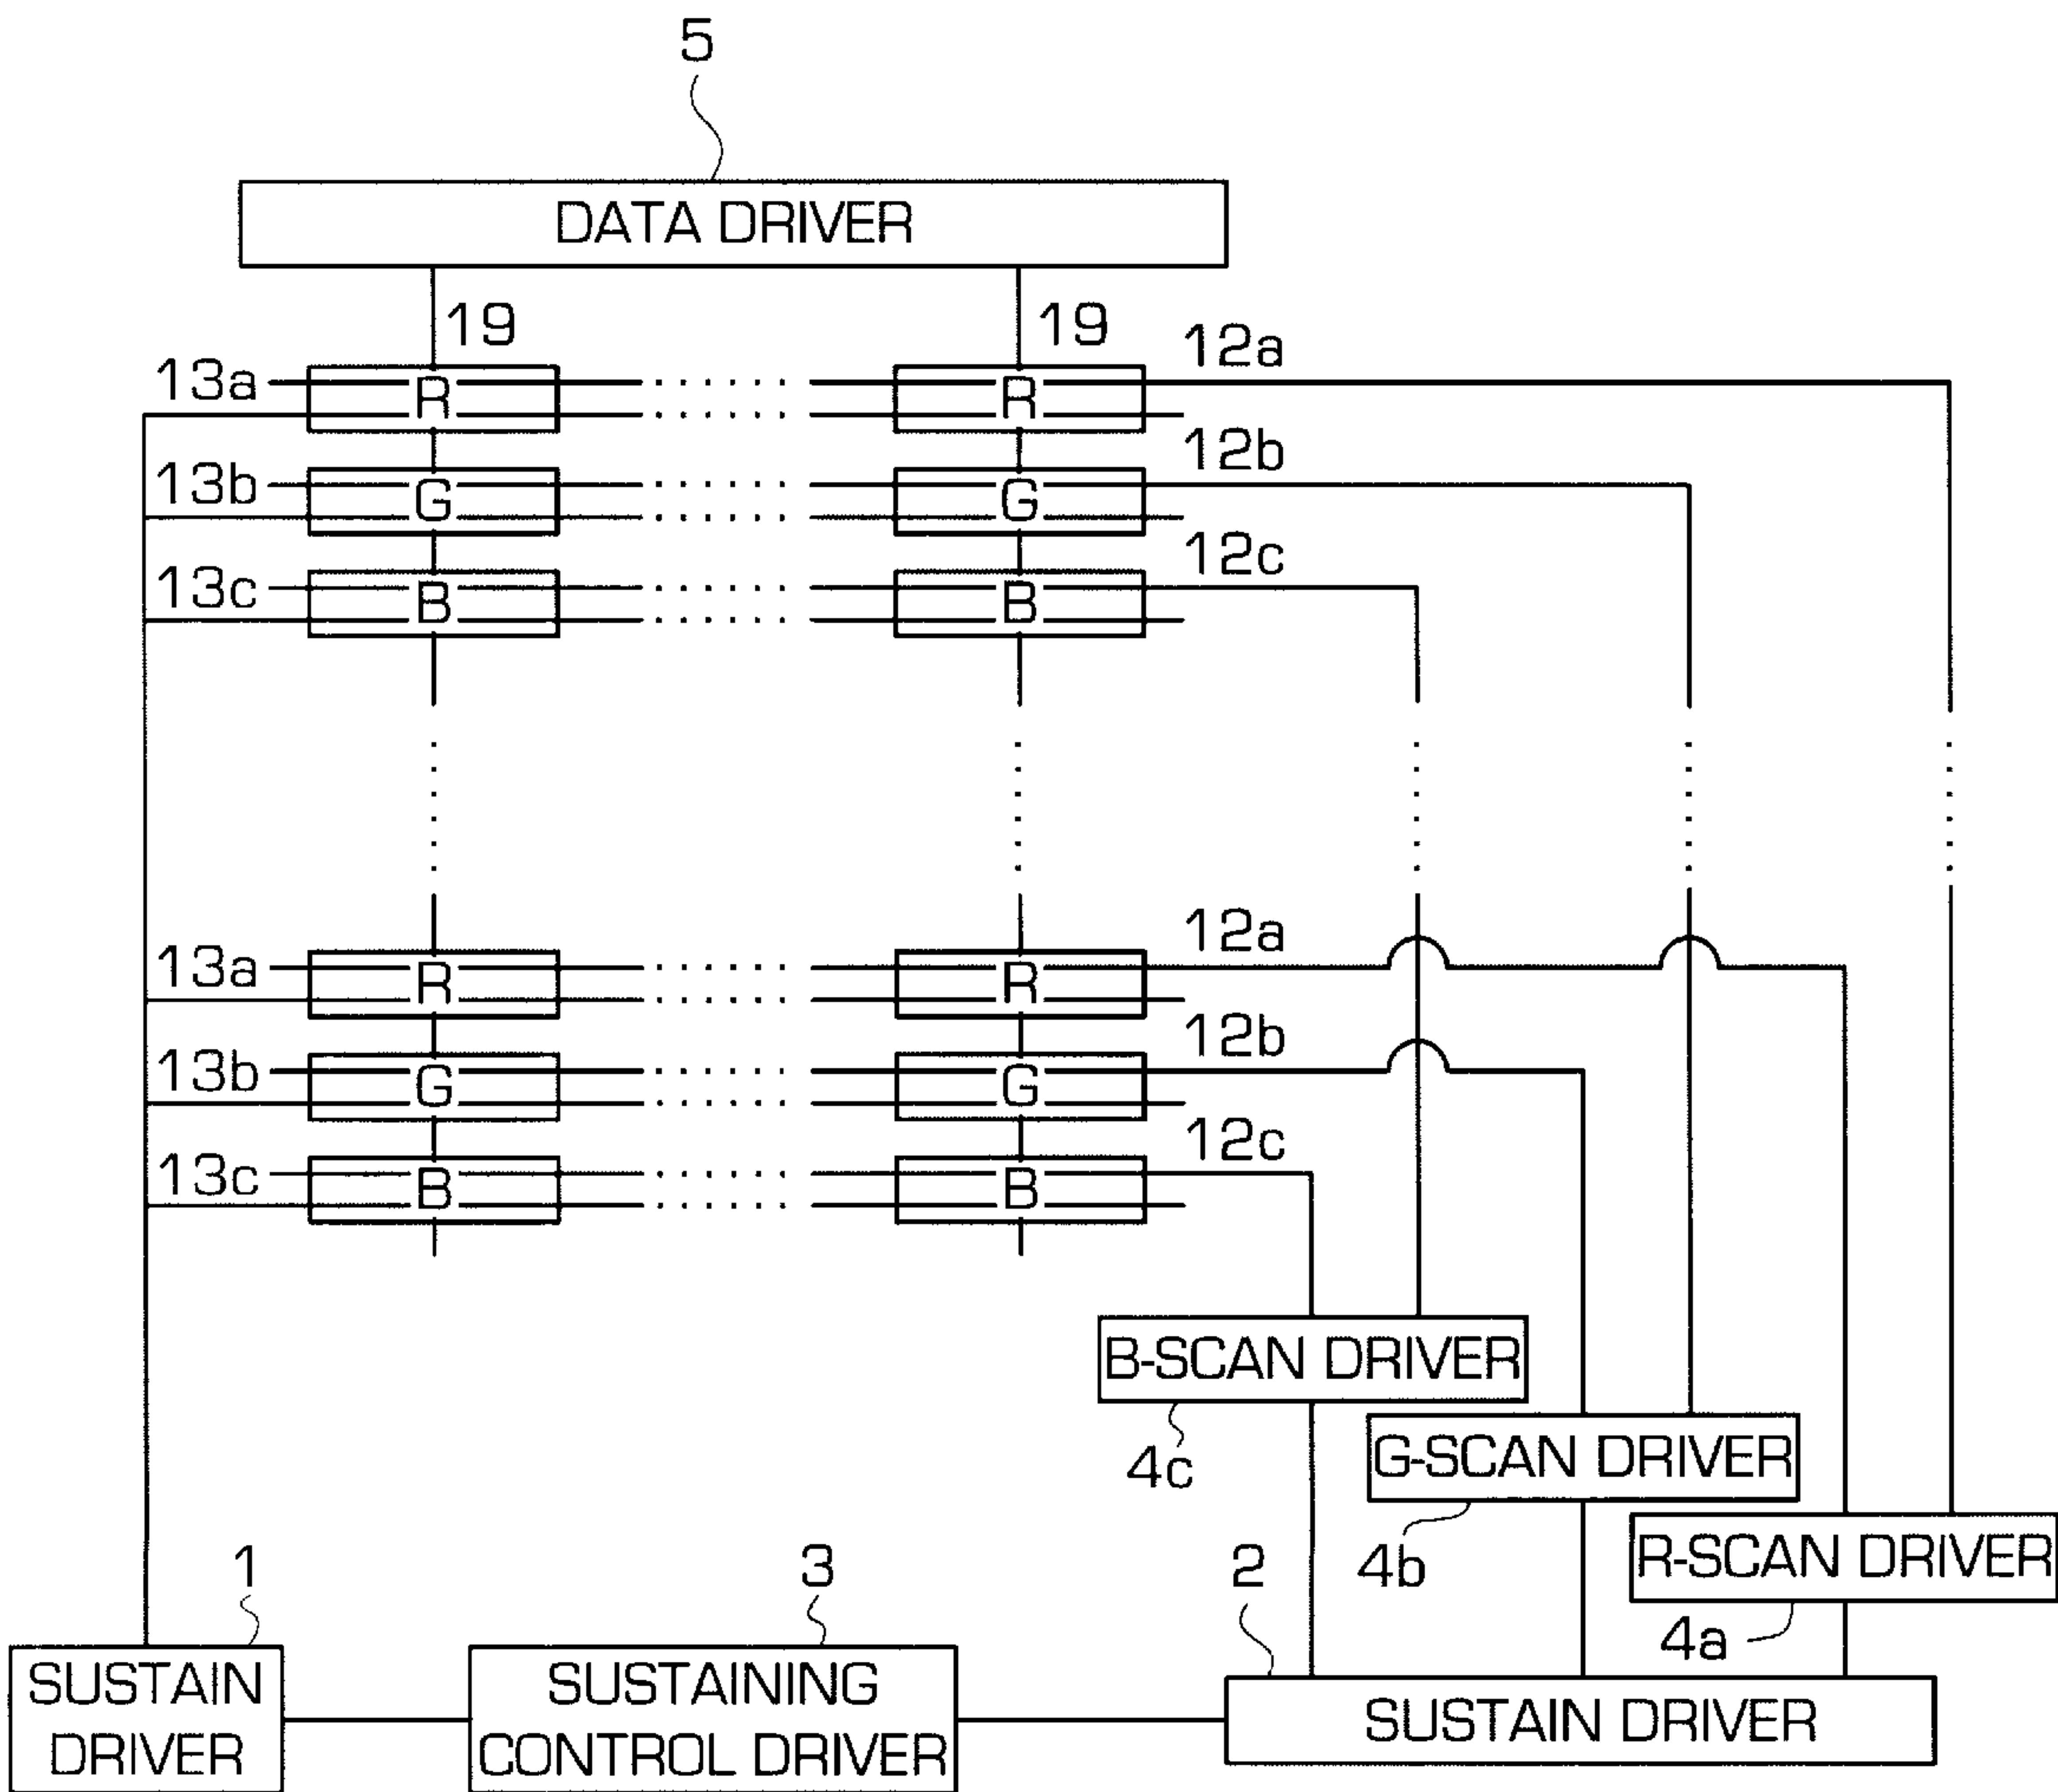 5
DATA DRIVER
19 19
12a
13a R R
12b
13b G G
12c
13c B B
12a
13a R R
12b
13b G G
12c
13c B B
B-SCAN DRIVER
4c
G-SCAN DRIVER
4b
R-SCAN DRIVER
4a
1 3 2
SUSTAIN
DRIVER
SUSTAINING
CONTROL DRIVER
SUSTAIN DRIVER